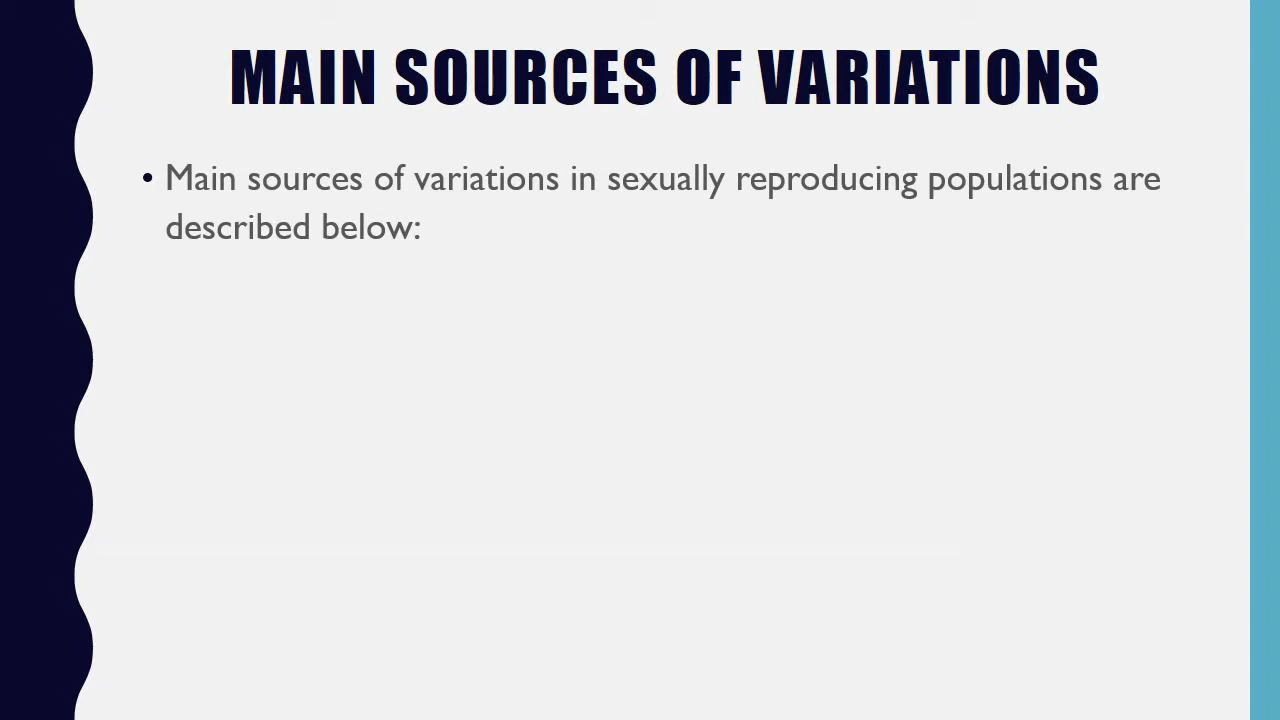 MAIN SOURCES OF VARIATIONS
• Main sources of variations in sexually reproducing populations are
described below: